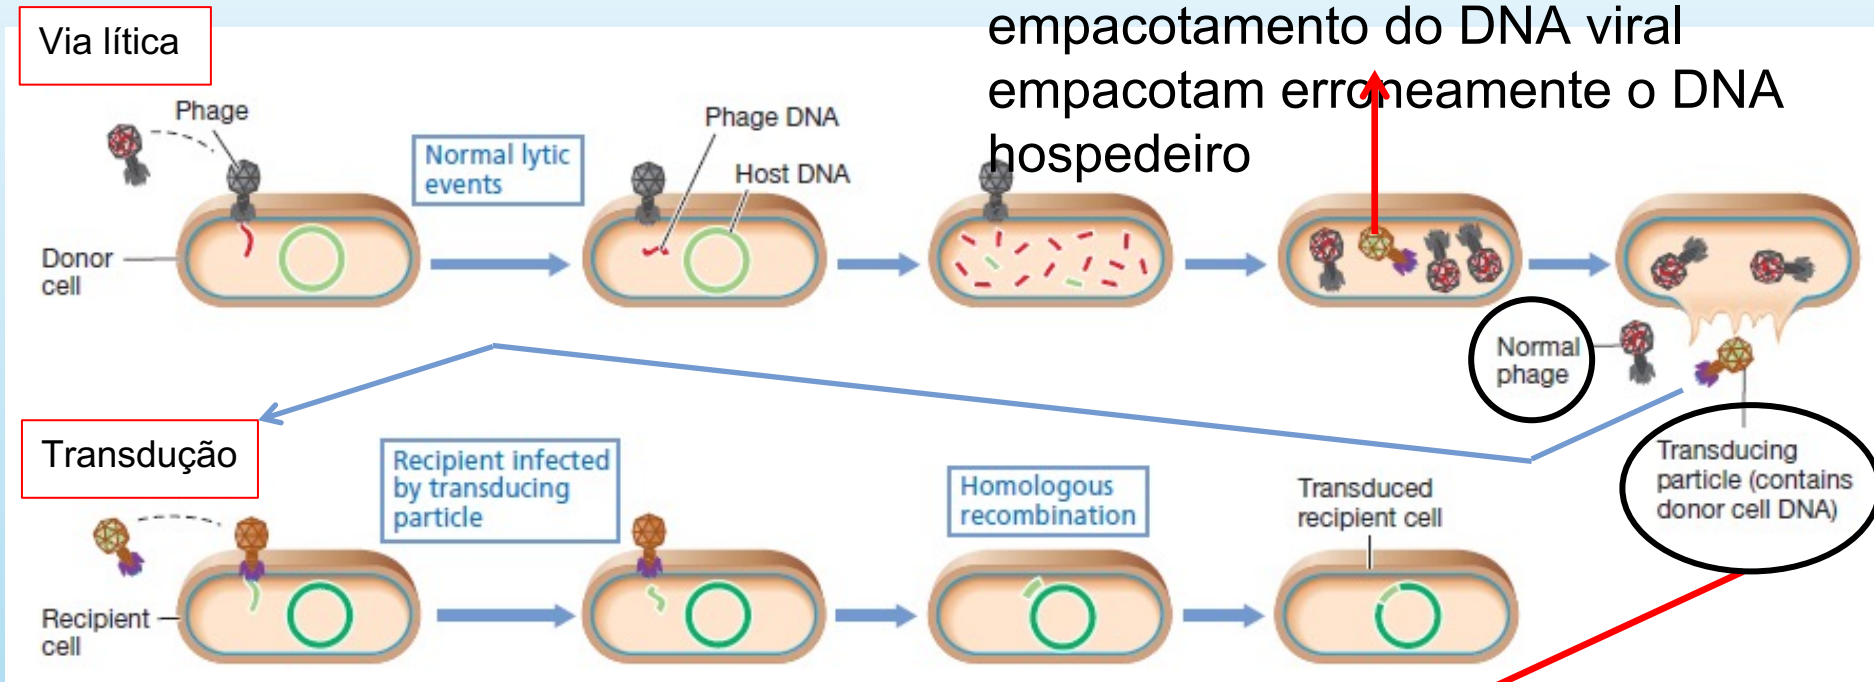 Via lítica
empacotamento do DNA viral
empacotam erroneamente o DNA
hospedeiro
Phage
Normal lytic
events
Phage DNA
Host DNA
Donor
cell
Normal
phage
Transducing
particle (contains
donor cell DNA)
Transdução
Recipient infected
by transducing
particle
Homologous
recombination
Transduced
recipient cell
Recipient
cell